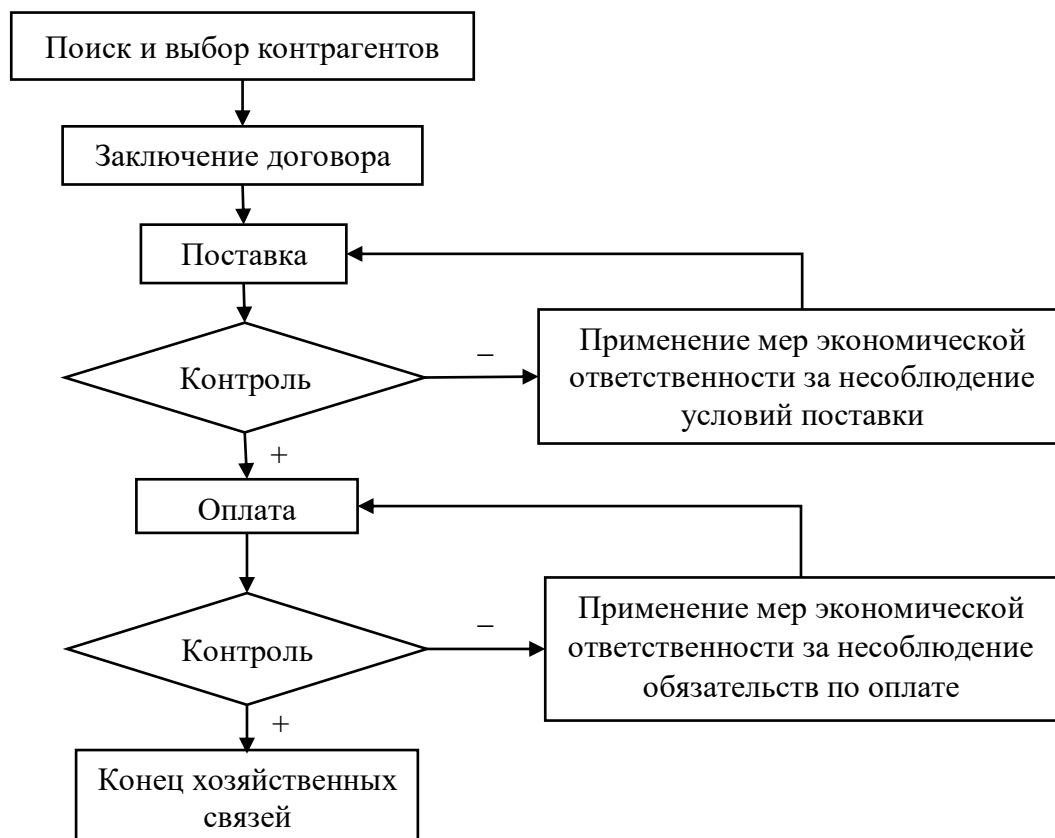 Поиск и выбор контрагентов
Заключение договора
Поставка
Контроль
–
Применение мер экономической
ответственности за несоблюдение
условий поставки
+
Оплата
Контроль
–
Применение мер экономической
ответственности за несоблюдение
обязательств по оплате
+
Конец хозяйственных
связей